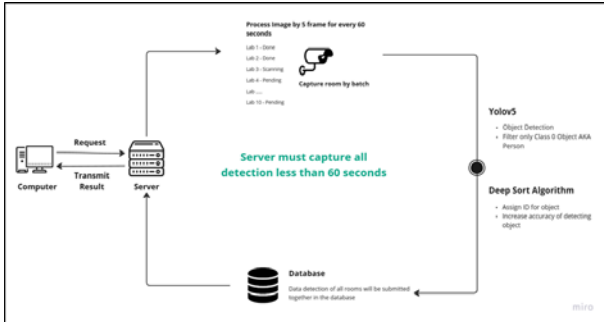 Process Image by 5 frame for every 60
seconds
Lab 1 - Done
Lab 2 - Done
Lab 3 - Scanning
Lab 4 - Pending
Lab .....
Lab 10 - Pending
Capture room by batch
Yolov5
Object Detection
Filter only Class 0 Object AKA
Person
Request
Transmit
Result
Computer
Server
Server must capture all
detection less than 60 seconds
Deep Sort Algorithm
Assign ID for object
Increase accuracy of detecting
object
Database
Data detection of all rooms will be submitted
together in the database
miro